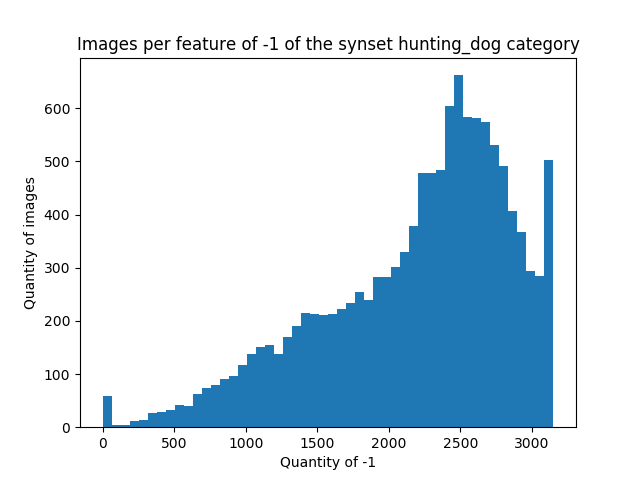 Images per feature of -1 of the synset hunting_dog category
Quantity of images
600
500
400
300
200
100
0
0 500 1000 1500 2000 2500 3000
Quantity of -1